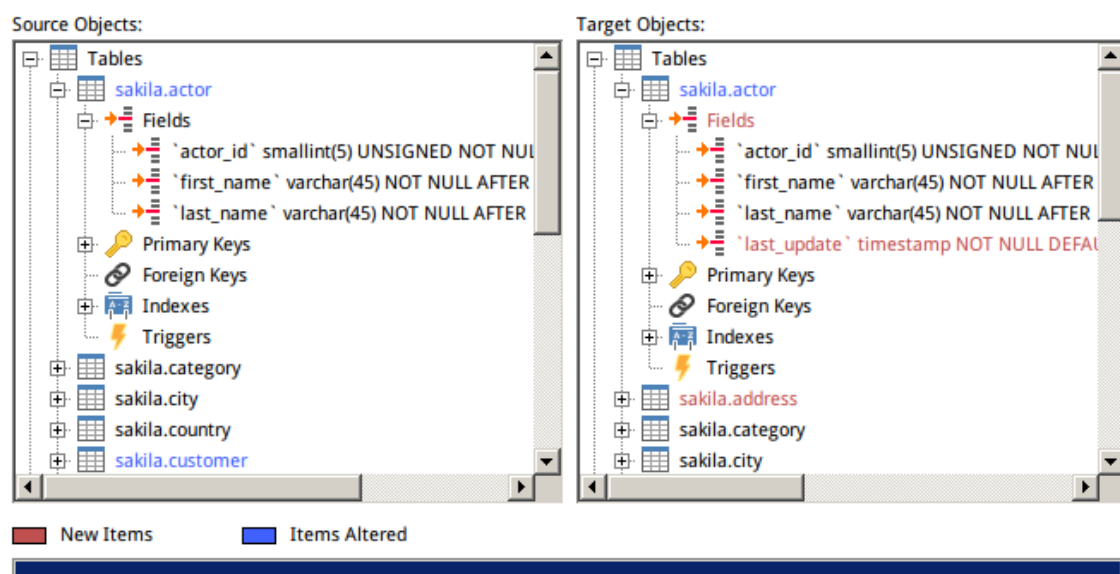 Source Objects:
Tables
sakila.actor
Fields
`actor_id` smallint(5) UNSIGNED NOT NUL
`first_name` varchar(45) NOT NULL AFTER
`last_name` varchar(45) NOT NULL AFTER
Primary Keys
Foreign Keys
A-Z Indexes
Triggers
sakila.category
sakila.city
sakila.country
sakila.customer
Target Objects:
Tables
sakila.actor
Fields
`actor_id` smallint(5) UNSIGNED NOT NUL
`first_name` varchar(45) NOT NULL AFTER
`last_name` varchar(45) NOT NULL AFTER
`last_update` timestamp NOT NULL DEFAU
Primary Keys
Foreign Keys
A-Z Indexes
Triggers
sakila.address
sakila.category
sakila.city
New Items
Items Altered